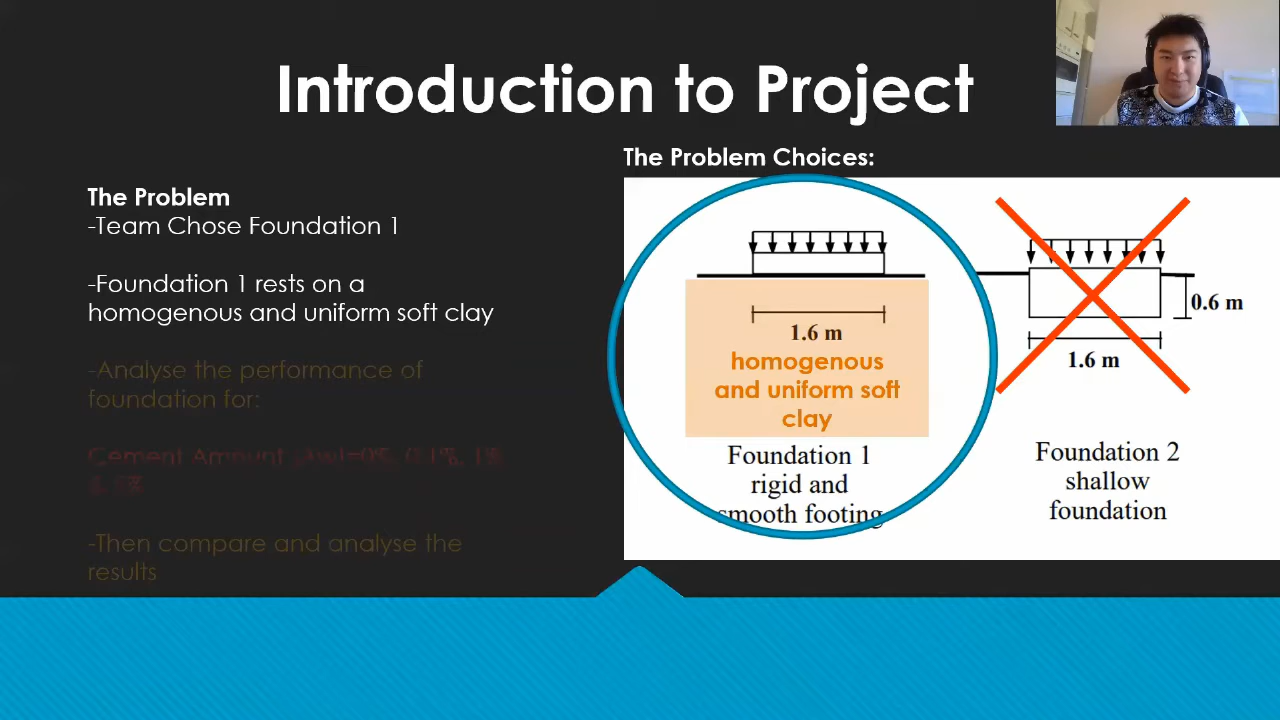 Introduction to Project
The Problem
-Team Chose Foundation 1
-Foundation 1 rests on a
homogenous and uniform soft clay
-Analyse the performance of
foundation for:
Cement Amount
-Then compare and analyse the
results
The Problem Choices:
1.6 m
homogenous
and uniform soft
clay
Foundation 1
rigid and
smooth footing
0.6 m
1.6 m
Foundation 2
shallow
foundation